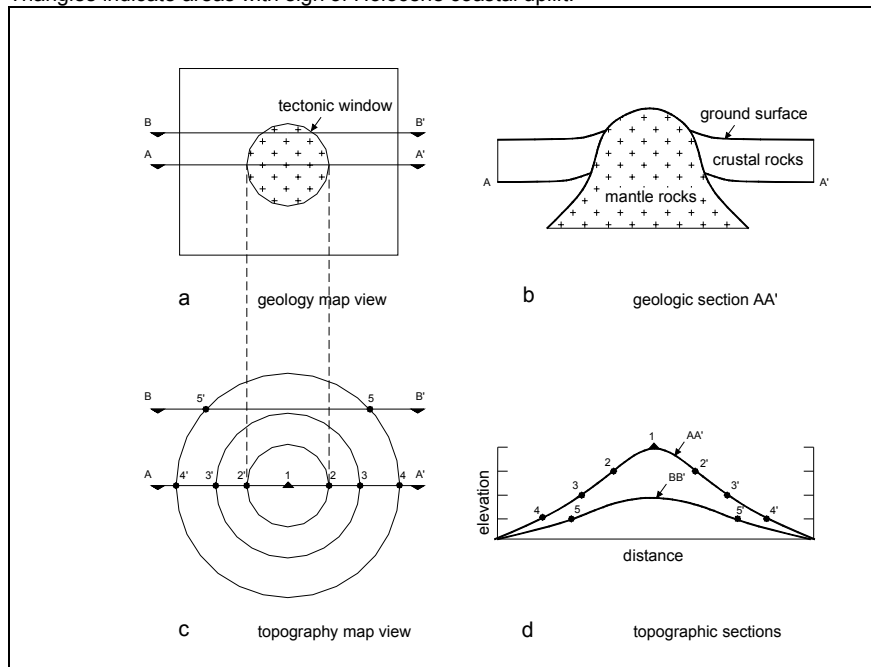 Triangles indicate areas with sign of Holocene coastal uplift.
tectonic window
B B'
A A'
a geology map view
ground surface
crustal rocks
A A'
mantle rocks
b geologic section AA'
B B'
5' 5
A A'
4' 3' 2' 1 2 3 4
c topography map view
1 AA'
2 2'
BB'
3 3'
4 5 5' 4'
elevation
distance
d topographic sections